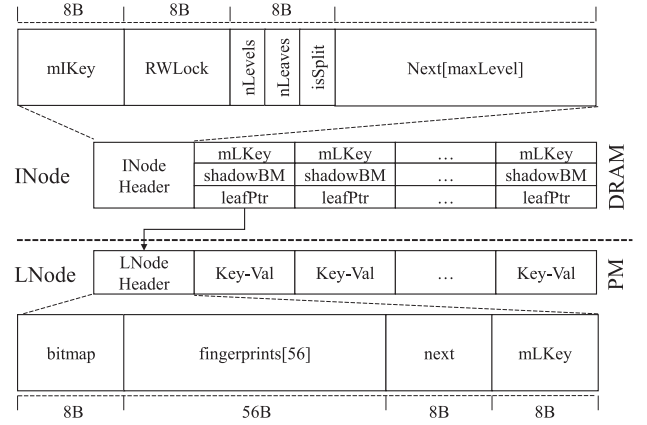 8B 8B 8B
mIKey RWLock nLevels nLeaves isSplit Next[maxLevel]
INode INode Header mLKey mLKey … mLKey DRAM
shadowBM shadowBM … shadowBM
leafPtr leafPtr … leafPtr
LNode LNode Header Key-Val Key-Val … Key-Val PM
bitmap fingerprints[56] next mLKey
8B 56B 8B 8B